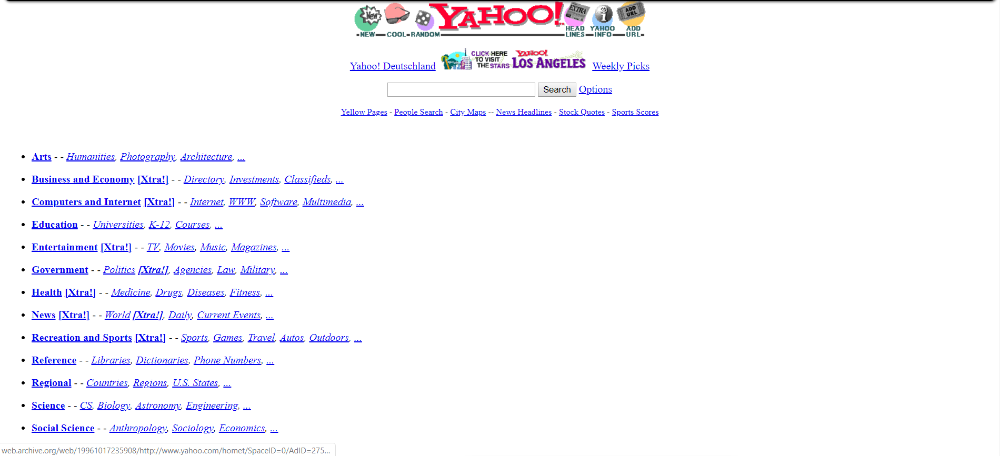 New EXTRA i ADD URL
YAHOO!™
NEW COOL RANDOM HEAD LINES YAHOO INFO ADD URL
Yahoo! Deutschland CLICK HERE TO VISIT THE STARS YAHOO! LOS ANGELES Weekly Picks
Search Options
Yellow Pages - People Search - City Maps -- News Headlines - Stock Quotes - Sports Scores
• Arts - - Humanities, Photography, Architecture, ...
• Business and Economy [Xtra!] - - Directory, Investments, Classifieds, ...
• Computers and Internet [Xtra!] - - Internet, WWW, Software, Multimedia, ...
• Education - - Universities, K-12, Courses, ...
• Entertainment [Xtra!] - - TV, Movies, Music, Magazines, ...
• Government - - Politics [Xtra!], Agencies, Law, Military, ...
• Health [Xtra!] - - Medicine, Drugs, Diseases, Fitness, ...
• News [Xtra!] - - World [Xtra!], Daily, Current Events, ...
• Recreation and Sports [Xtra!] - - Sports, Games, Travel, Autos, Outdoors, ...
• Reference - - Libraries, Dictionaries, Phone Numbers, ...
• Regional - - Countries, Regions, U.S. States, ...
• Science - - CS, Biology, Astronomy, Engineering, ...
• Social Science - - Anthropology, Sociology, Economics, ...
web.archive.org/web/19961017235908/http://www.yahoo.com/homet/SpaceID=0/AdID=275...